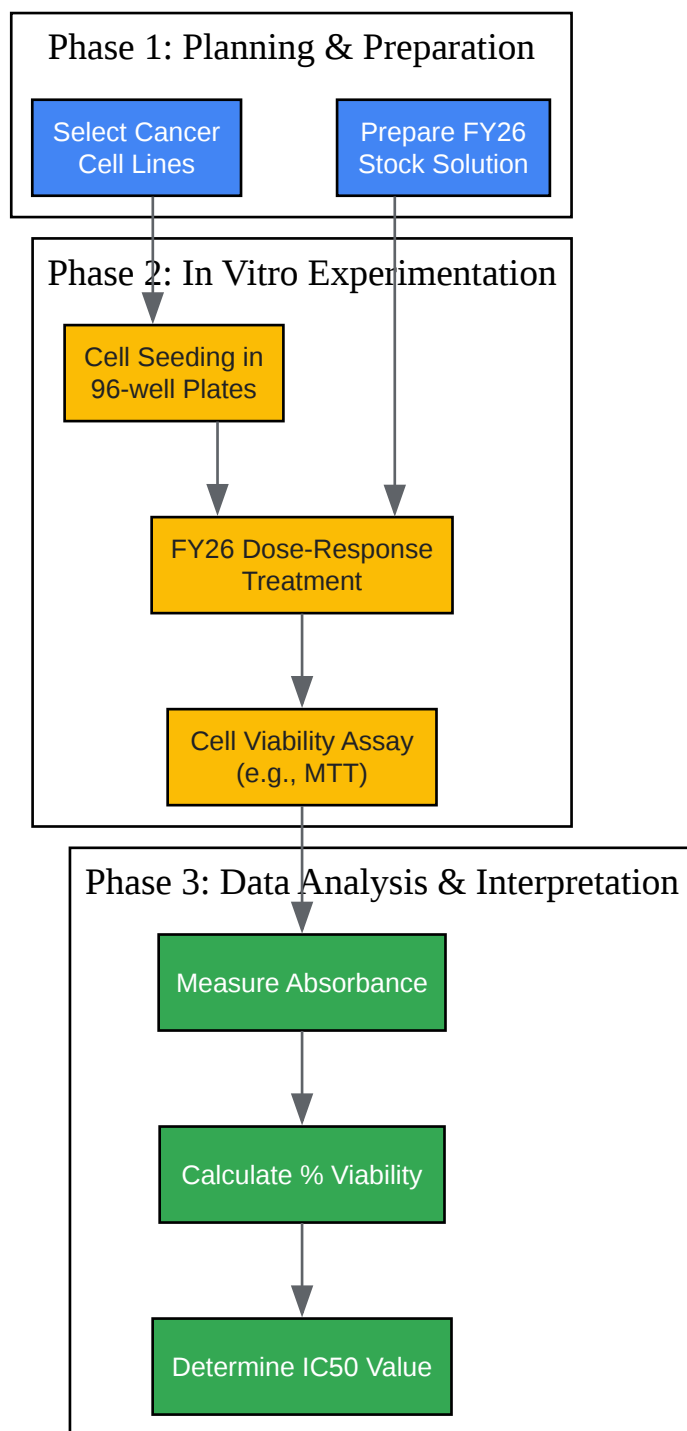 Phase 1: Planning & Preparation
Select Cancer
Cell Lines
Prepare FY26
Stock Solution
Phase 2: In Vitro Experimentation
Cell Seeding in
96-well Plates
FY26 Dose-Response
Treatment
Cell Viability Assay
(e.g., MTT)
Phase 3: Data Analysis & Interpretation
Measure Absorbance
Calculate % Viability
Determine IC50 Value